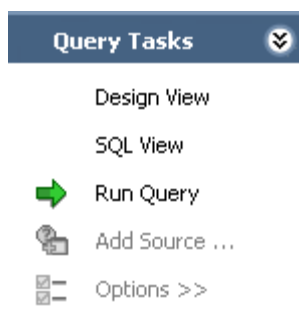 Query Tasks
Design View
SQL View
Run Query
Add Source ...
Options >>